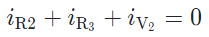 i_{R2} + i_{R_3} + i_{V_2} = 0